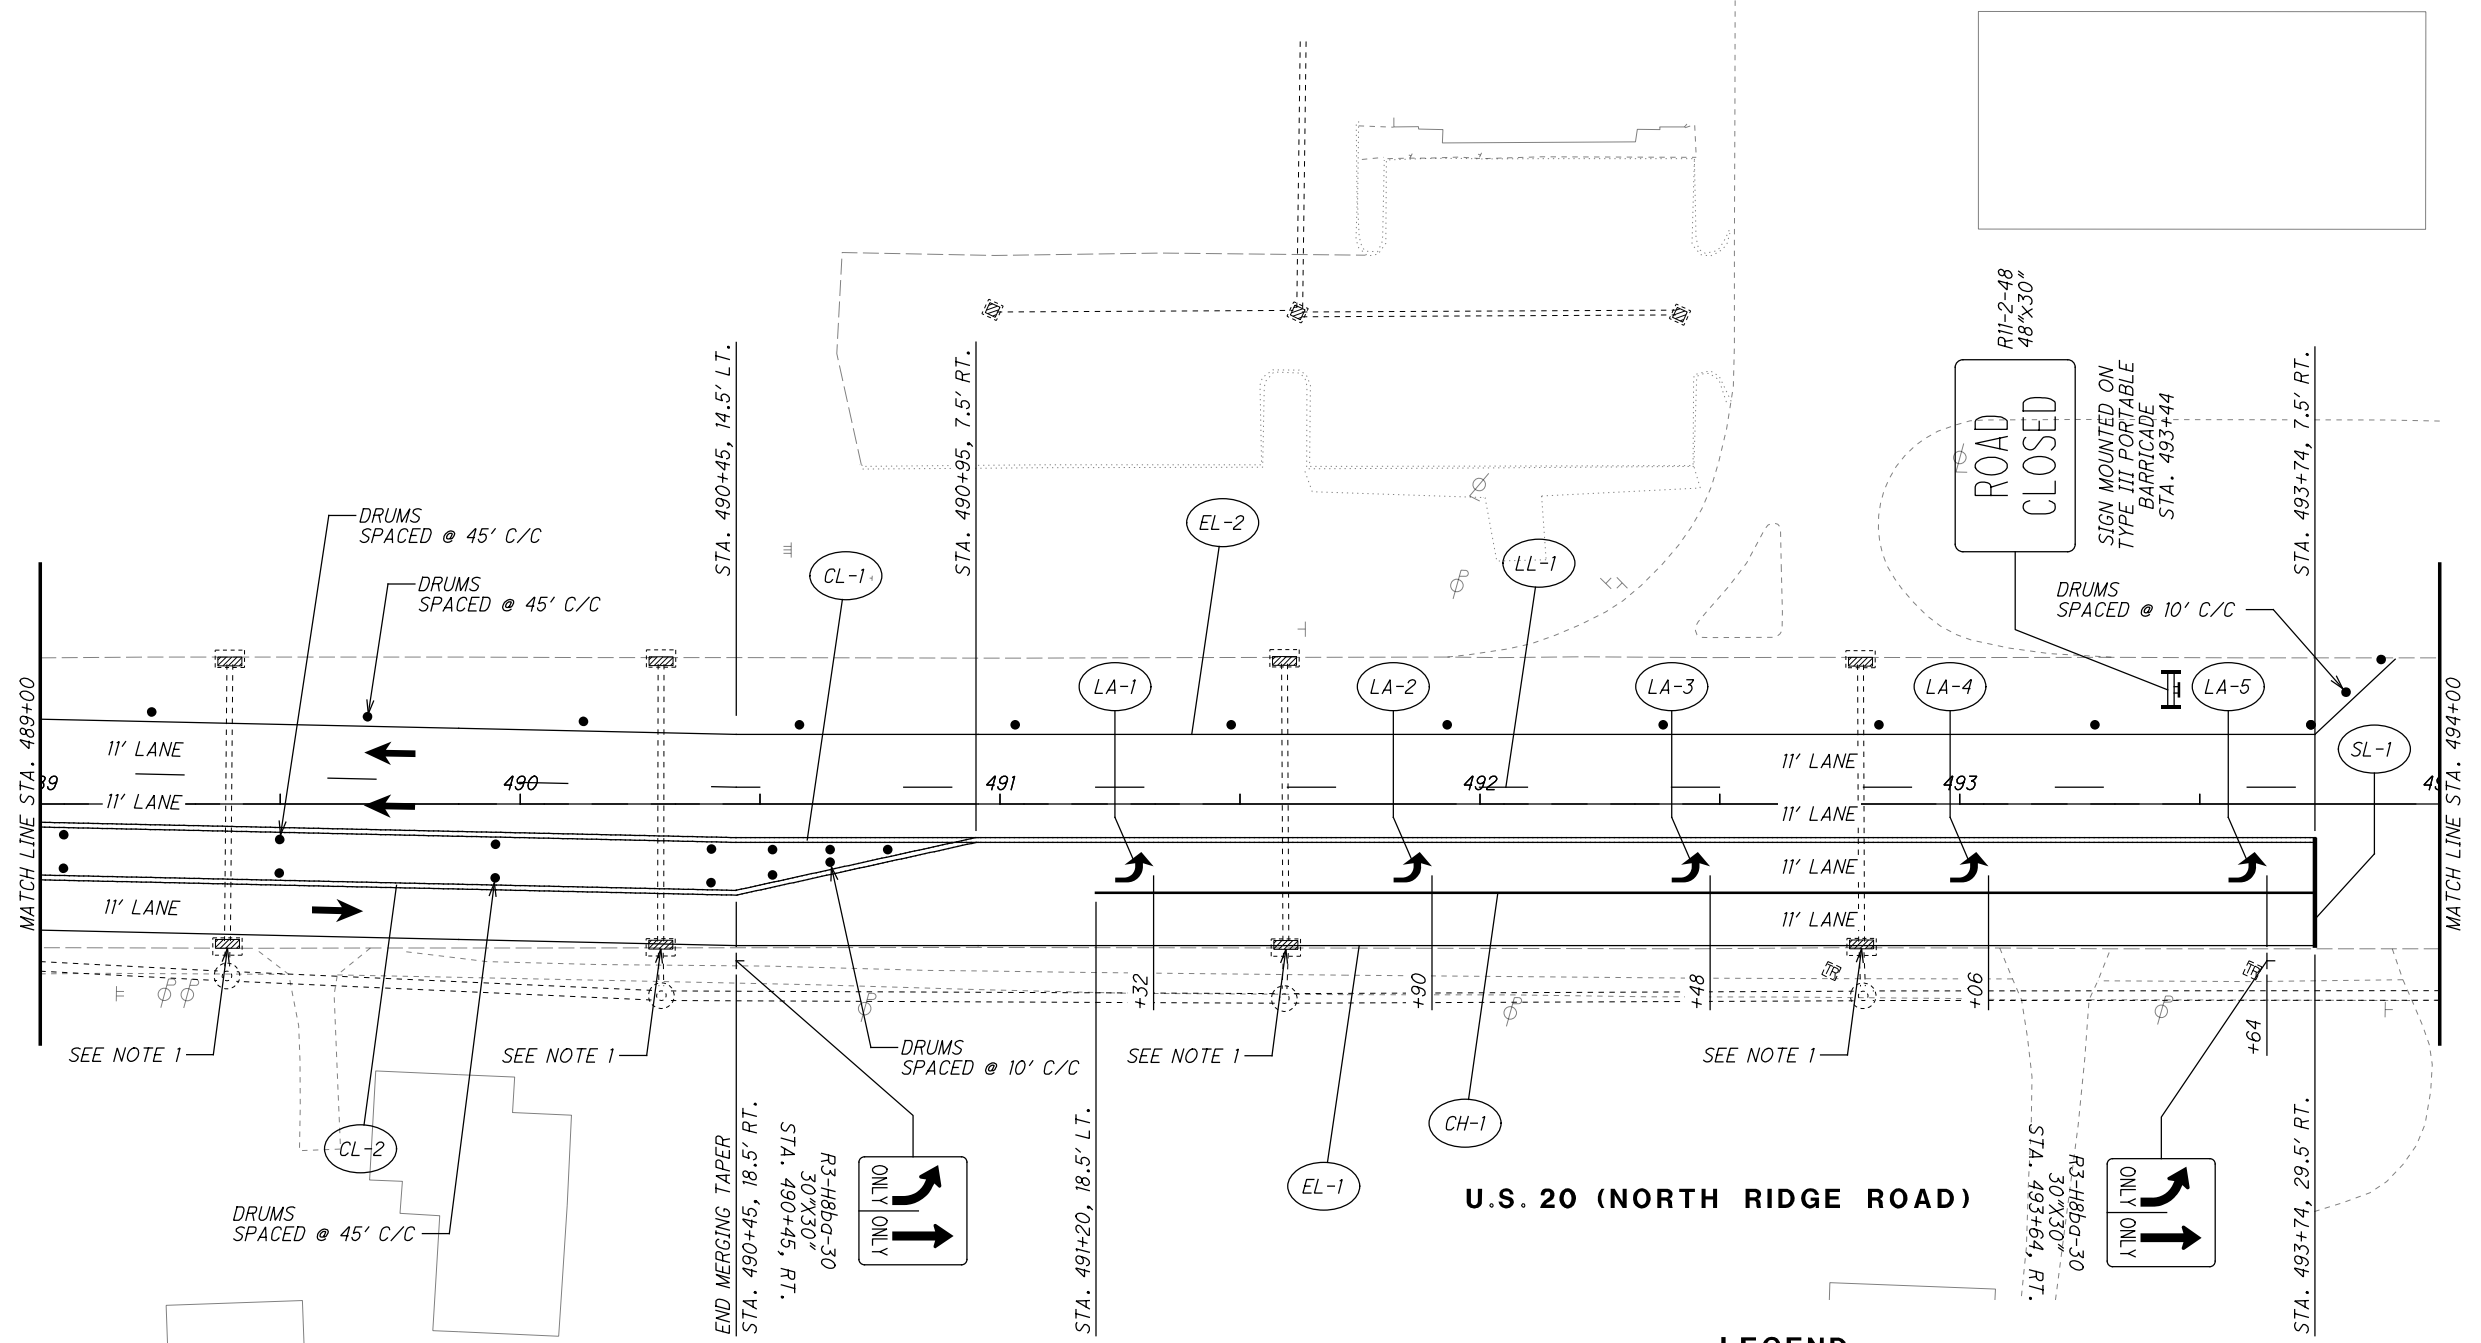 R11-2-48
48"x30"
ROAD
CLOSED
SIGN MOUNTED ON
TYPE III PORTABLE
BARRICADE
STA. 493+44
STA. 490+45, 14.5' LT.
STA. 490+95, 7.5' RT.
STA. 493+74, 7.5' RT.
DRUMS
SPACED @ 45' C/C
DRUMS
SPACED @ 45' C/C
EL-2
CL-1
LL-1
DRUMS
SPACED @ 10' C/C
LA-1
LA-2
LA-3
LA-4
LA-5
SL-1
MATCH LINE STA. 489+00
MATCH LINE STA. 494+00
11' LANE
11' LANE
11' LANE
11' LANE
11' LANE
11' LANE
11' LANE
490
491
492
493
+32
+90
+48
+06
+64
SEE NOTE 1
SEE NOTE 1
SEE NOTE 1
SEE NOTE 1
DRUMS
SPACED @ 10' C/C
CL-2
DRUMS
SPACED @ 45' C/C
END MERGING TAPER
STA. 490+45, 18.5' RT.
R3-H8ba-30
30"X30"
STA. 490+45, RT.
ONLY
ONLY
STA. 491+20, 18.5' LT.
CH-1
EL-1
U.S. 20 (NORTH RIDGE ROAD)
R3-H8ba-30
30"X30"
STA. 493+64, RT.
ONLY
ONLY
STA. 493+74, 29.5' RT.
LEGEND